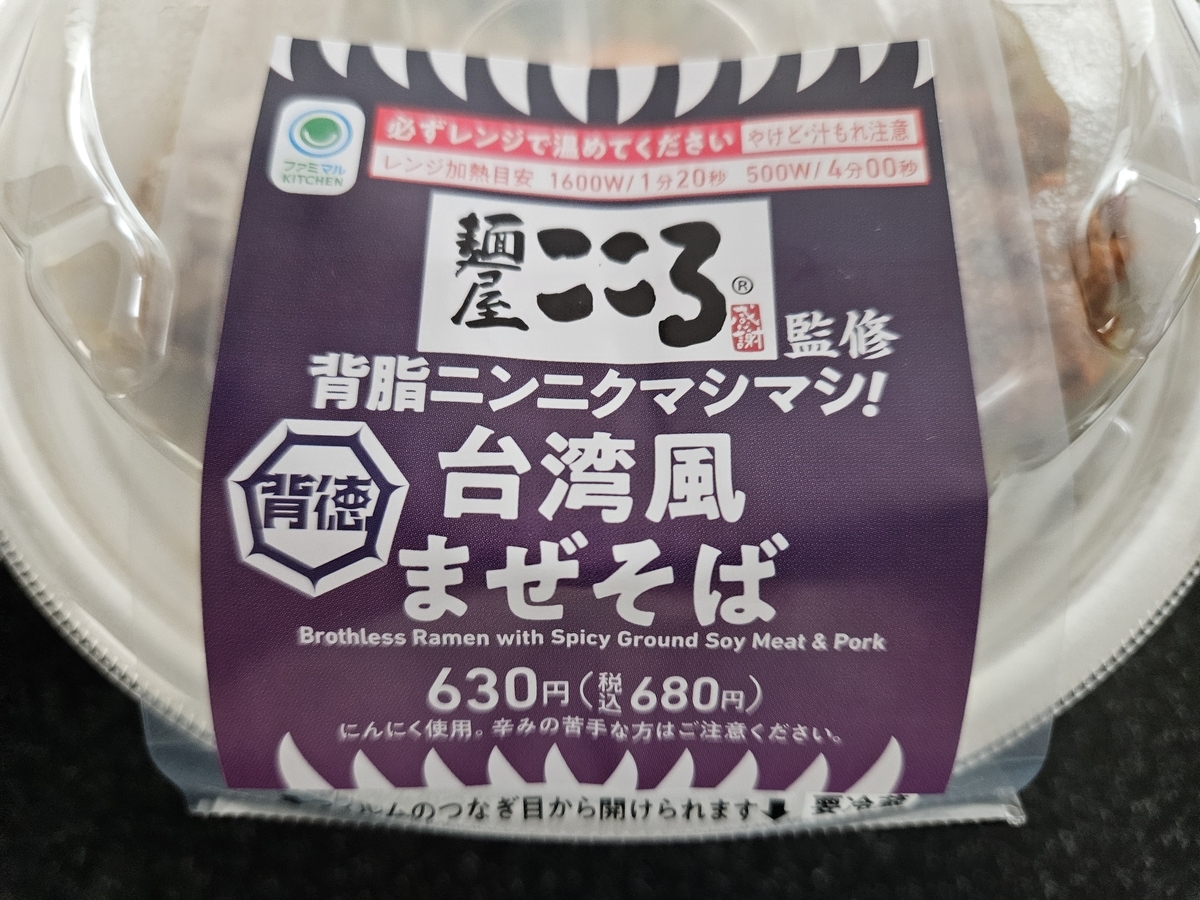 ファミマル
KITCHEN
必ずレンジで温めてください やけど・汁もれ注意
レンジ加熱目安 1600W/1分20秒 500W/4分00秒
麺屋 こころ®
感謝
監修
背脂ニンニクマシマシ!
背徳
台湾風
まぜそば
Brothless Ramen with Spicy Ground Soy Meat & Pork
630円(税込680円)
にんにく使用。辛みの苦手な方はご注意ください。
ムのつなぎ目から開けられます 要冷蔵